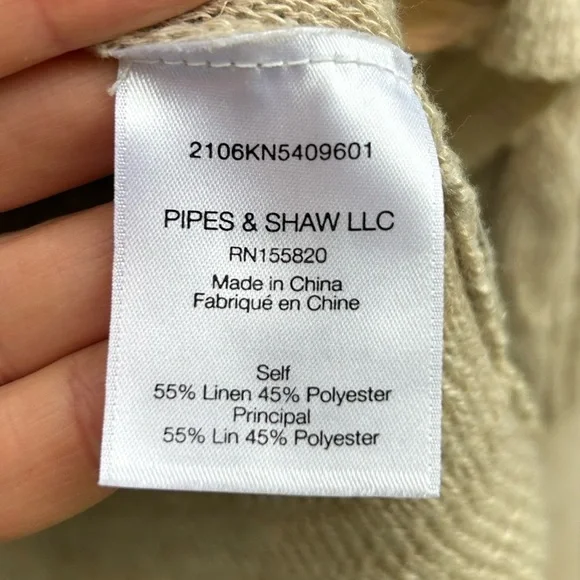 2106KN5409601
PIPES & SHAW LLC
RN155820
Made in China
Fabriqué en Chine
Self
55% Linen 45% Polyester
Principal
55% Lin 45% Polyester